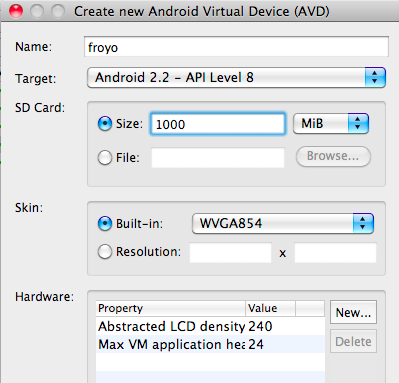 Create new Android Virtual Device (AVD)
Name: froyo
Target: Android 2.2 – API Level 8
SD Card:
Size: 1000 MiB
File: Browse...
Skin:
Built-in: WVGA854
Resolution: x
Hardware:
Property Value New...
Abstracted LCD density 240
Max VM application hea 24 Delete